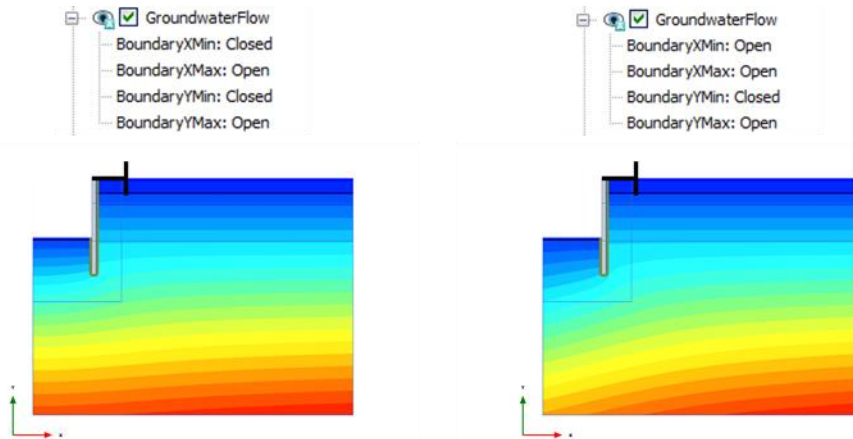 GroundwaterFlow
BoundaryXMin: Closed
BoundaryXMax: Open
BoundaryYMin: Closed
BoundaryYMax: Open
GroundwaterFlow
BoundaryXMin: Open
BoundaryXMax: Open
BoundaryYMin: Closed
BoundaryYMax: Open